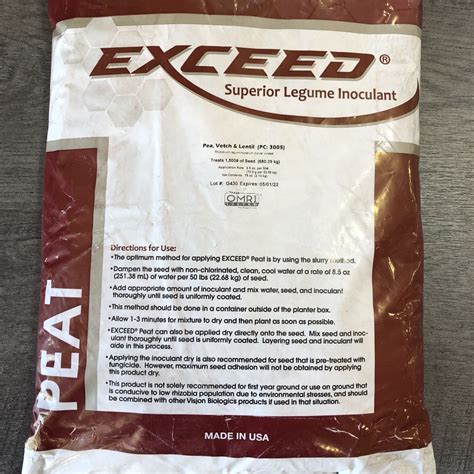 EXCEED®
Superior Legume Inoculant
Pea, Vetch & Lentil (PC: 3005)
Treats 1,500# of Seed (680.39 kg)
Lot #: G430 Expires: 05/01/22
OMRI
LISTED
Directions for Use:
•The optimum method for applying EXCEED® Peat is by using the slurry method.
•Dampen the seed with non-chlorinated, clean, cool water at a rate of 8.5 oz
(251.38 mL) of water per 50 lbs (22.68 kg) of seed.
•Add appropriate amount of inoculant and mix water, seed, and inoculant
thoroughly until seed is uniformly coated.
•This method should be done in a container outside of the planter box.
•Allow 1-3 minutes for mixture to dry and then plant as soon as possible.
•EXCEED® Peat can also be applied dry directly onto the seed. Mix seed and inoc-
ulant thoroughly until seed is uniformly coated. Layering seed and inoculant will
aide in this process.
•Applying the inoculant dry is also recommended for seed that is pre-treated with
fungicide. However, maximum seed adhesion will not be obtained by applying
this product dry.
•This product is not solely recommended for first year ground or use on ground that
is conducive to low rhizobia population due to environmental stresses, and should
be combined with other Visjon Biologics products if used in that situation.
PEAT
MADE IN USA